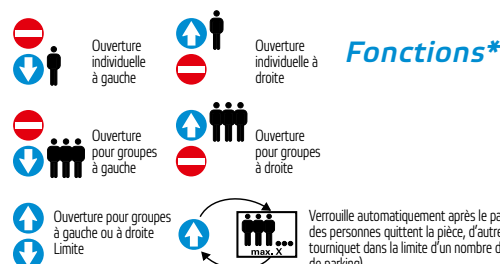 Fonctions*
Ouverture
individuelle
à gauche
Ouverture
individuelle à
droite
Ouverture
pour groupes
à gauche
Ouverture
pour groupes
à droite
Ouverture pour groupes
à gauche ou à droite
Limite
max. X
Verrouille automatiquement après le
des personnes quittent la pièce, d'autre
tourniquet dans la limite d'un nombre
de parking)